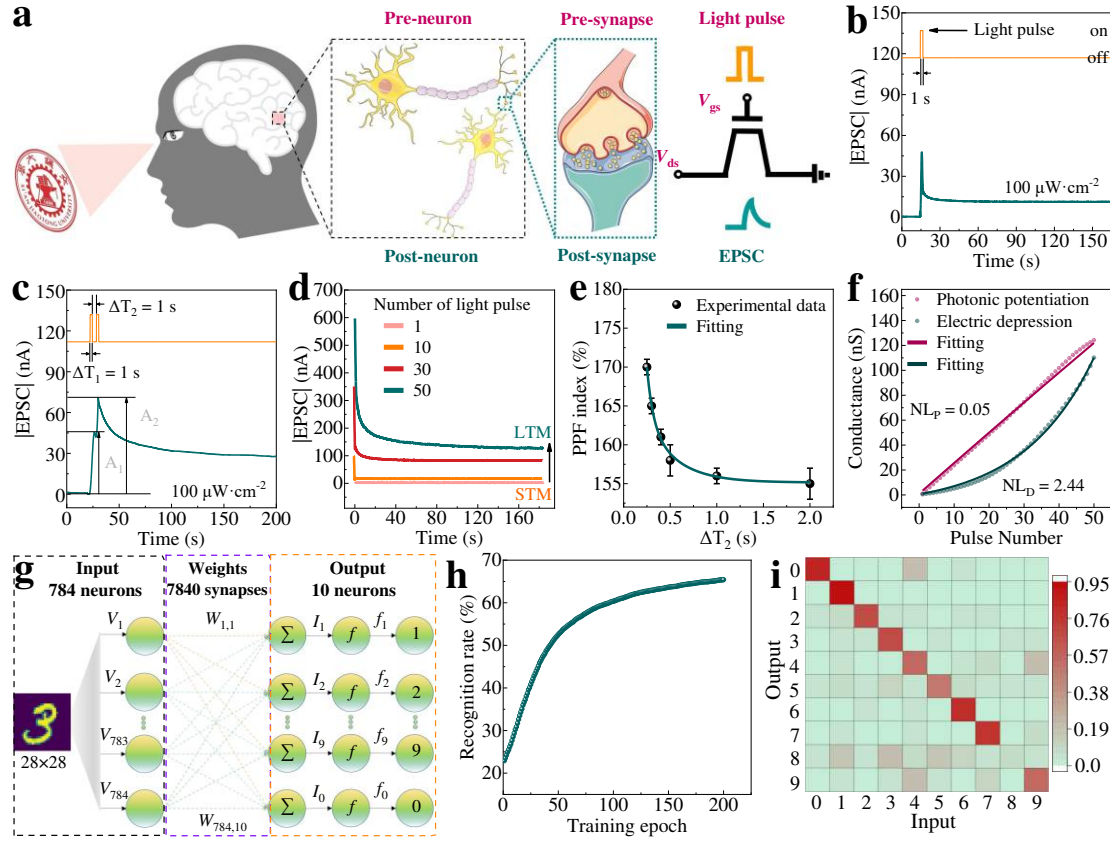 a
Pre-neuron
Post-neuron
Pre-synapse
Post-synapse
Light pulse
V_gs
V_ds
EPSC
b
150
120
90
60
30
0
|EPSC| (nA)
Light pulse
on
off
1 s
100 μW·cm⁻²
0 30 60 90 120 150
Time (s)
c
150
120
90
60
30
0
|EPSC| (nA)
ΔT₂ = 1 s
ΔT₁ = 1 s
A₂
A₁
100 μW·cm⁻²
0 50 100 150 200
Time (s)
d
700
600
500
400
300
200
100
0
|EPSC| (nA)
Number of light pulse
1
10
30
50
LTM
STM
0 60 120 180
Time (s)
e
185
180
175
170
165
160
155
PPF index (%)
Experimental data
Fitting
0.0 0.5 1.0 1.5 2.0
ΔT₂ (s)
f
160
140
120
100
80
60
40
20
0
Conductance (nS)
Photonic potentiation
Electric depression
Fitting
Fitting
NL_P = 0.05
NL_D = 2.44
0 10 20 30 40 50
Pulse Number
g
Input
784 neurons
Weights
7840 synapses
Output
10 neurons
28×28
V₁
V₂
V₇₈₃
V₇₈₄
W₁,₁
W₇₈₄,₁₀
Σ I₁ f f₁ 1
Σ I₂ f f₂ 2
Σ I₉ f f₉ 9
Σ I₀ f f₀ 0
h
80
70
60
50
40
30
20
Recognition rate (%)
0 50 100 150 200
Training epoch
i
0
1
2
3
4
5
6
7
8
9
Output
0 1 2 3 4 5 6 7 8 9
Input
0.95
0.76
0.57
0.38
0.19
0.0